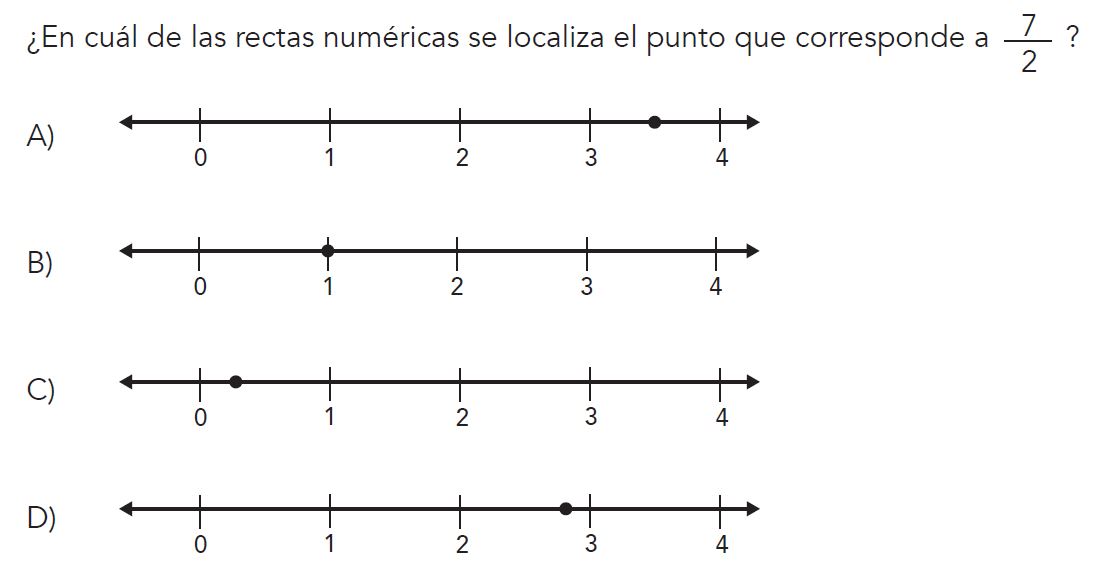 ¿En cuál de las rectas numéricas se localiza el punto que corresponde a 7/2 ?
A)
0 1 2 3 4
B)
0 1 2 3 4
C)
0 1 2 3 4
D)
0 1 2 3 4